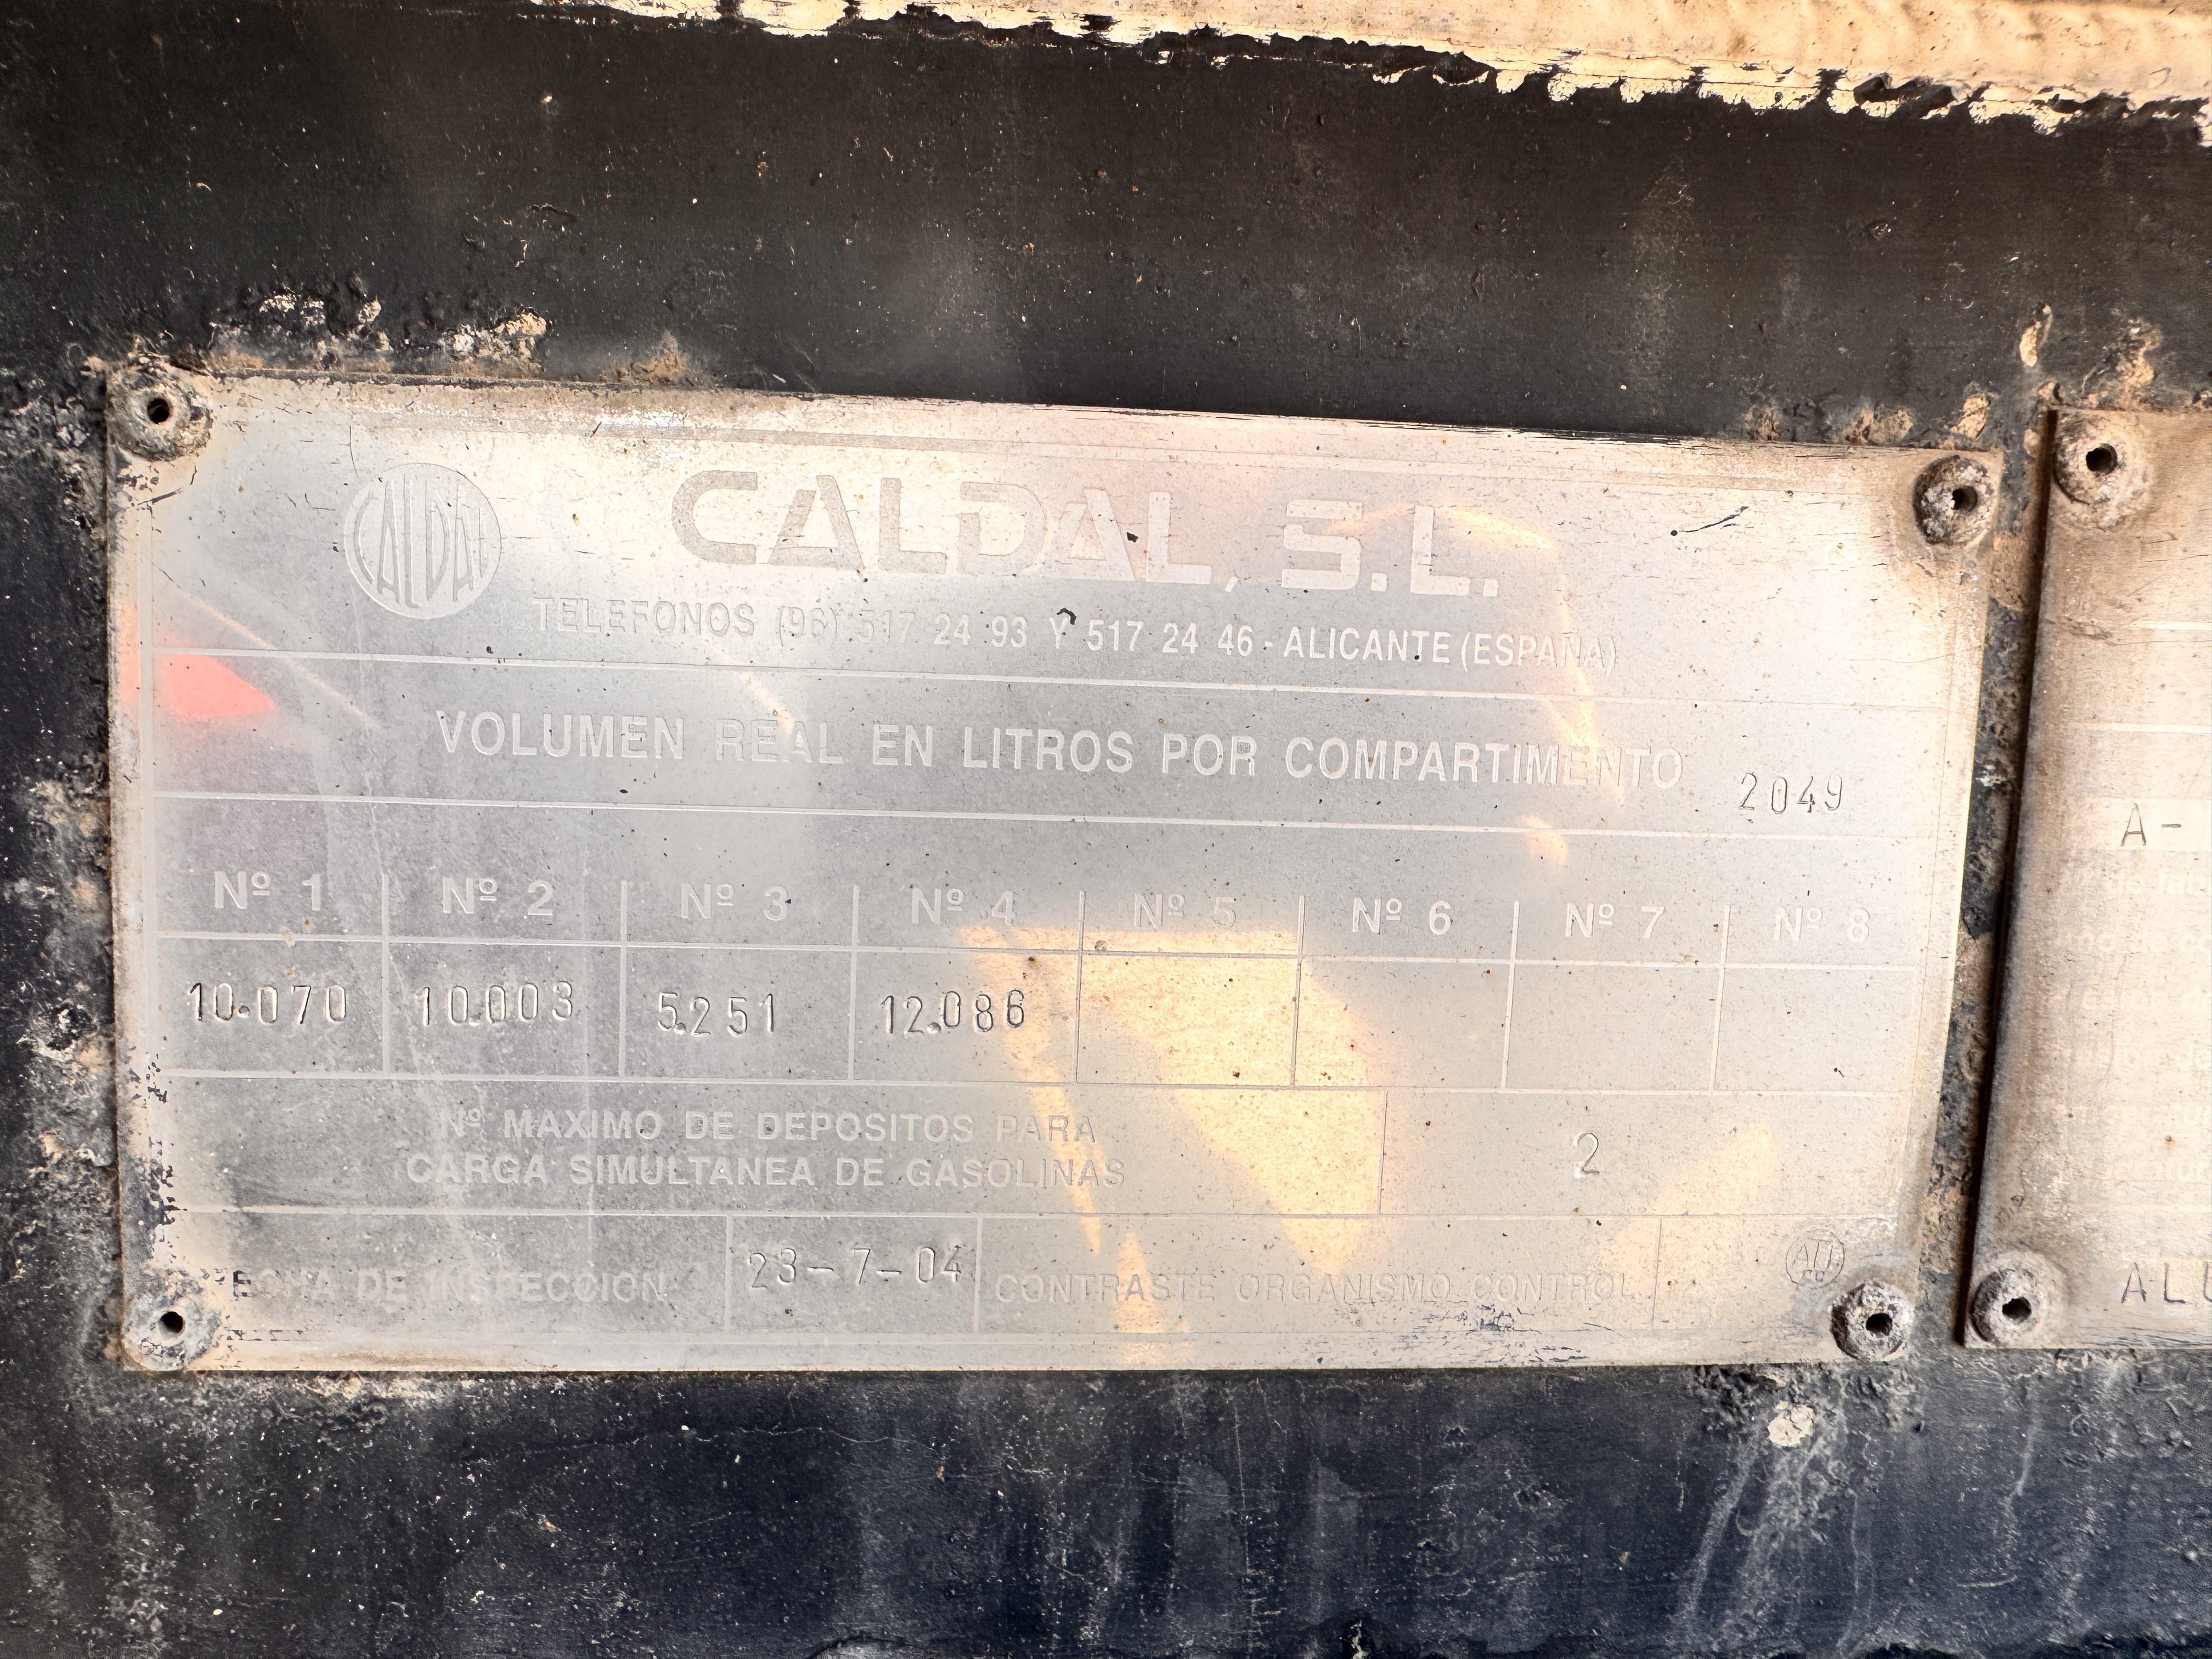 CALDAL
CALDAL, S.L.
TELEFONOS (96) 517 24 93 Y 517 24 46 - ALICANTE (ESPAÑA)
VOLUMEN REAL EN LITROS POR COMPARTIMENTO 2049
Nº 1 Nº 2 Nº 3 Nº 4 Nº 5 Nº 6 Nº 7 Nº 8
10.070 10.003 5.251 12.086
Nº MAXIMO DE DEPOSITOS PARA
CARGA SIMULTANEA DE GASOLINAS 2
FECHA DE INSPECCION 23-7-04 CONTRASTE ORGANISMO CONTROL
A-
ALU